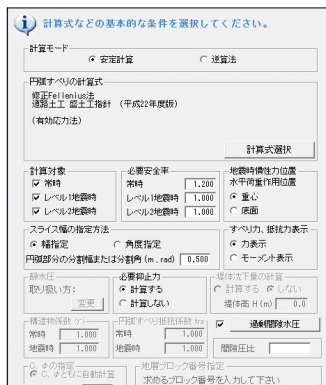 計算式などの基本的な条件を選択してください。
計算モード
安定計算 逆算法
円弧すべりの計算式
修正Fellenius法
道路土工 盛土工指針 (平成22年度版)
(有効応力法)
計算式選択
計算対象 必要安全率 地震時慣性力位置
常時 常時 1.200 水平荷重作用位置
レベル1地震時 レベル1地震時 1.000 重心
レベル2地震時 レベル2地震時 1.000 底面
スライス幅の指定方法 すべり力、抵抗力表示
幅指定 角度指定 力表示
円弧部分の分割幅または分割角(m,rad) 0.500 モーメント表示
静水圧 必要抑止力 堤体沈下量の計算
取り扱い方: 計算する 計算する しない
変更 計算しない 堤体高 H(m) 0.0
構造物係数 γi 円弧すべり抵抗係数 frs 過剰間隙水圧
常時 1.000 常時 1.000
地震時 1.000 地震時 1.000 間隙圧比
C、φの指定 地層ブロック番号指定
C、φともに自動計算 求めるブロック番号を入力して下さい